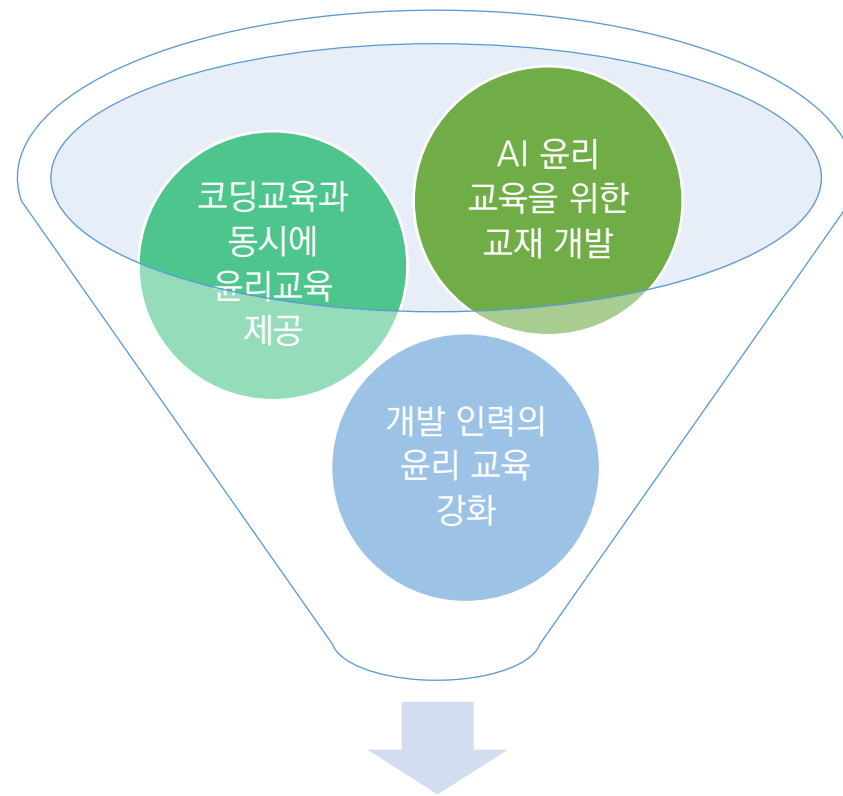 코딩교육과
동시에
윤리교육
제공
AI 윤리
교육을 위한
교재 개발
개발 인력의
윤리 교육
강화